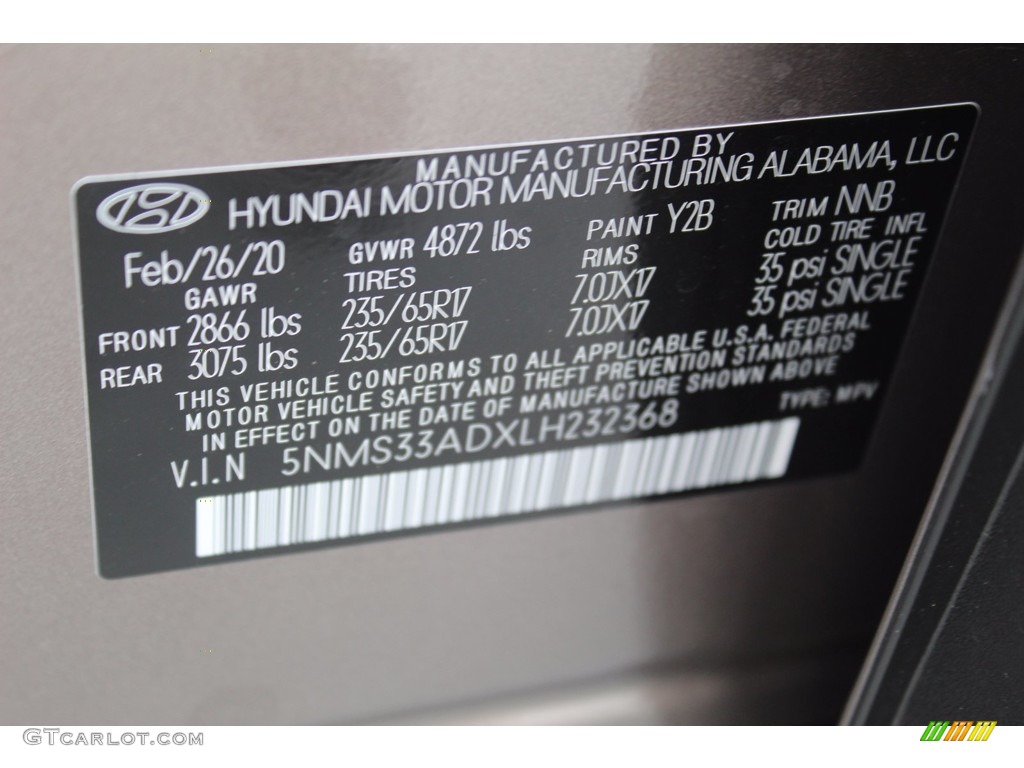 MANUFACTURED BY
HYUNDAI MOTOR MANUFACTURING ALABAMA, LLC
Feb/26/20 GVWR 4872 lbs PAINT Y2B TRIM NNB
GAWR TIRES RIMS COLD TIRE INFL
FRONT 2866 lbs 235/65R17 7.0JX17 35 psi SINGLE
REAR 3075 lbs 235/65R17 7.0JX17 35 psi SINGLE
THIS VEHICLE CONFORMS TO ALL APPLICABLE U.S.A. FEDERAL
MOTOR VEHICLE SAFETY AND THEFT PREVENTION STANDARDS
IN EFFECT ON THE DATE OF MANUFACTURE SHOWN ABOVE
V.I.N 5NMS33ADXLH232368 TYPE: MPV
GTCARLOT.COM